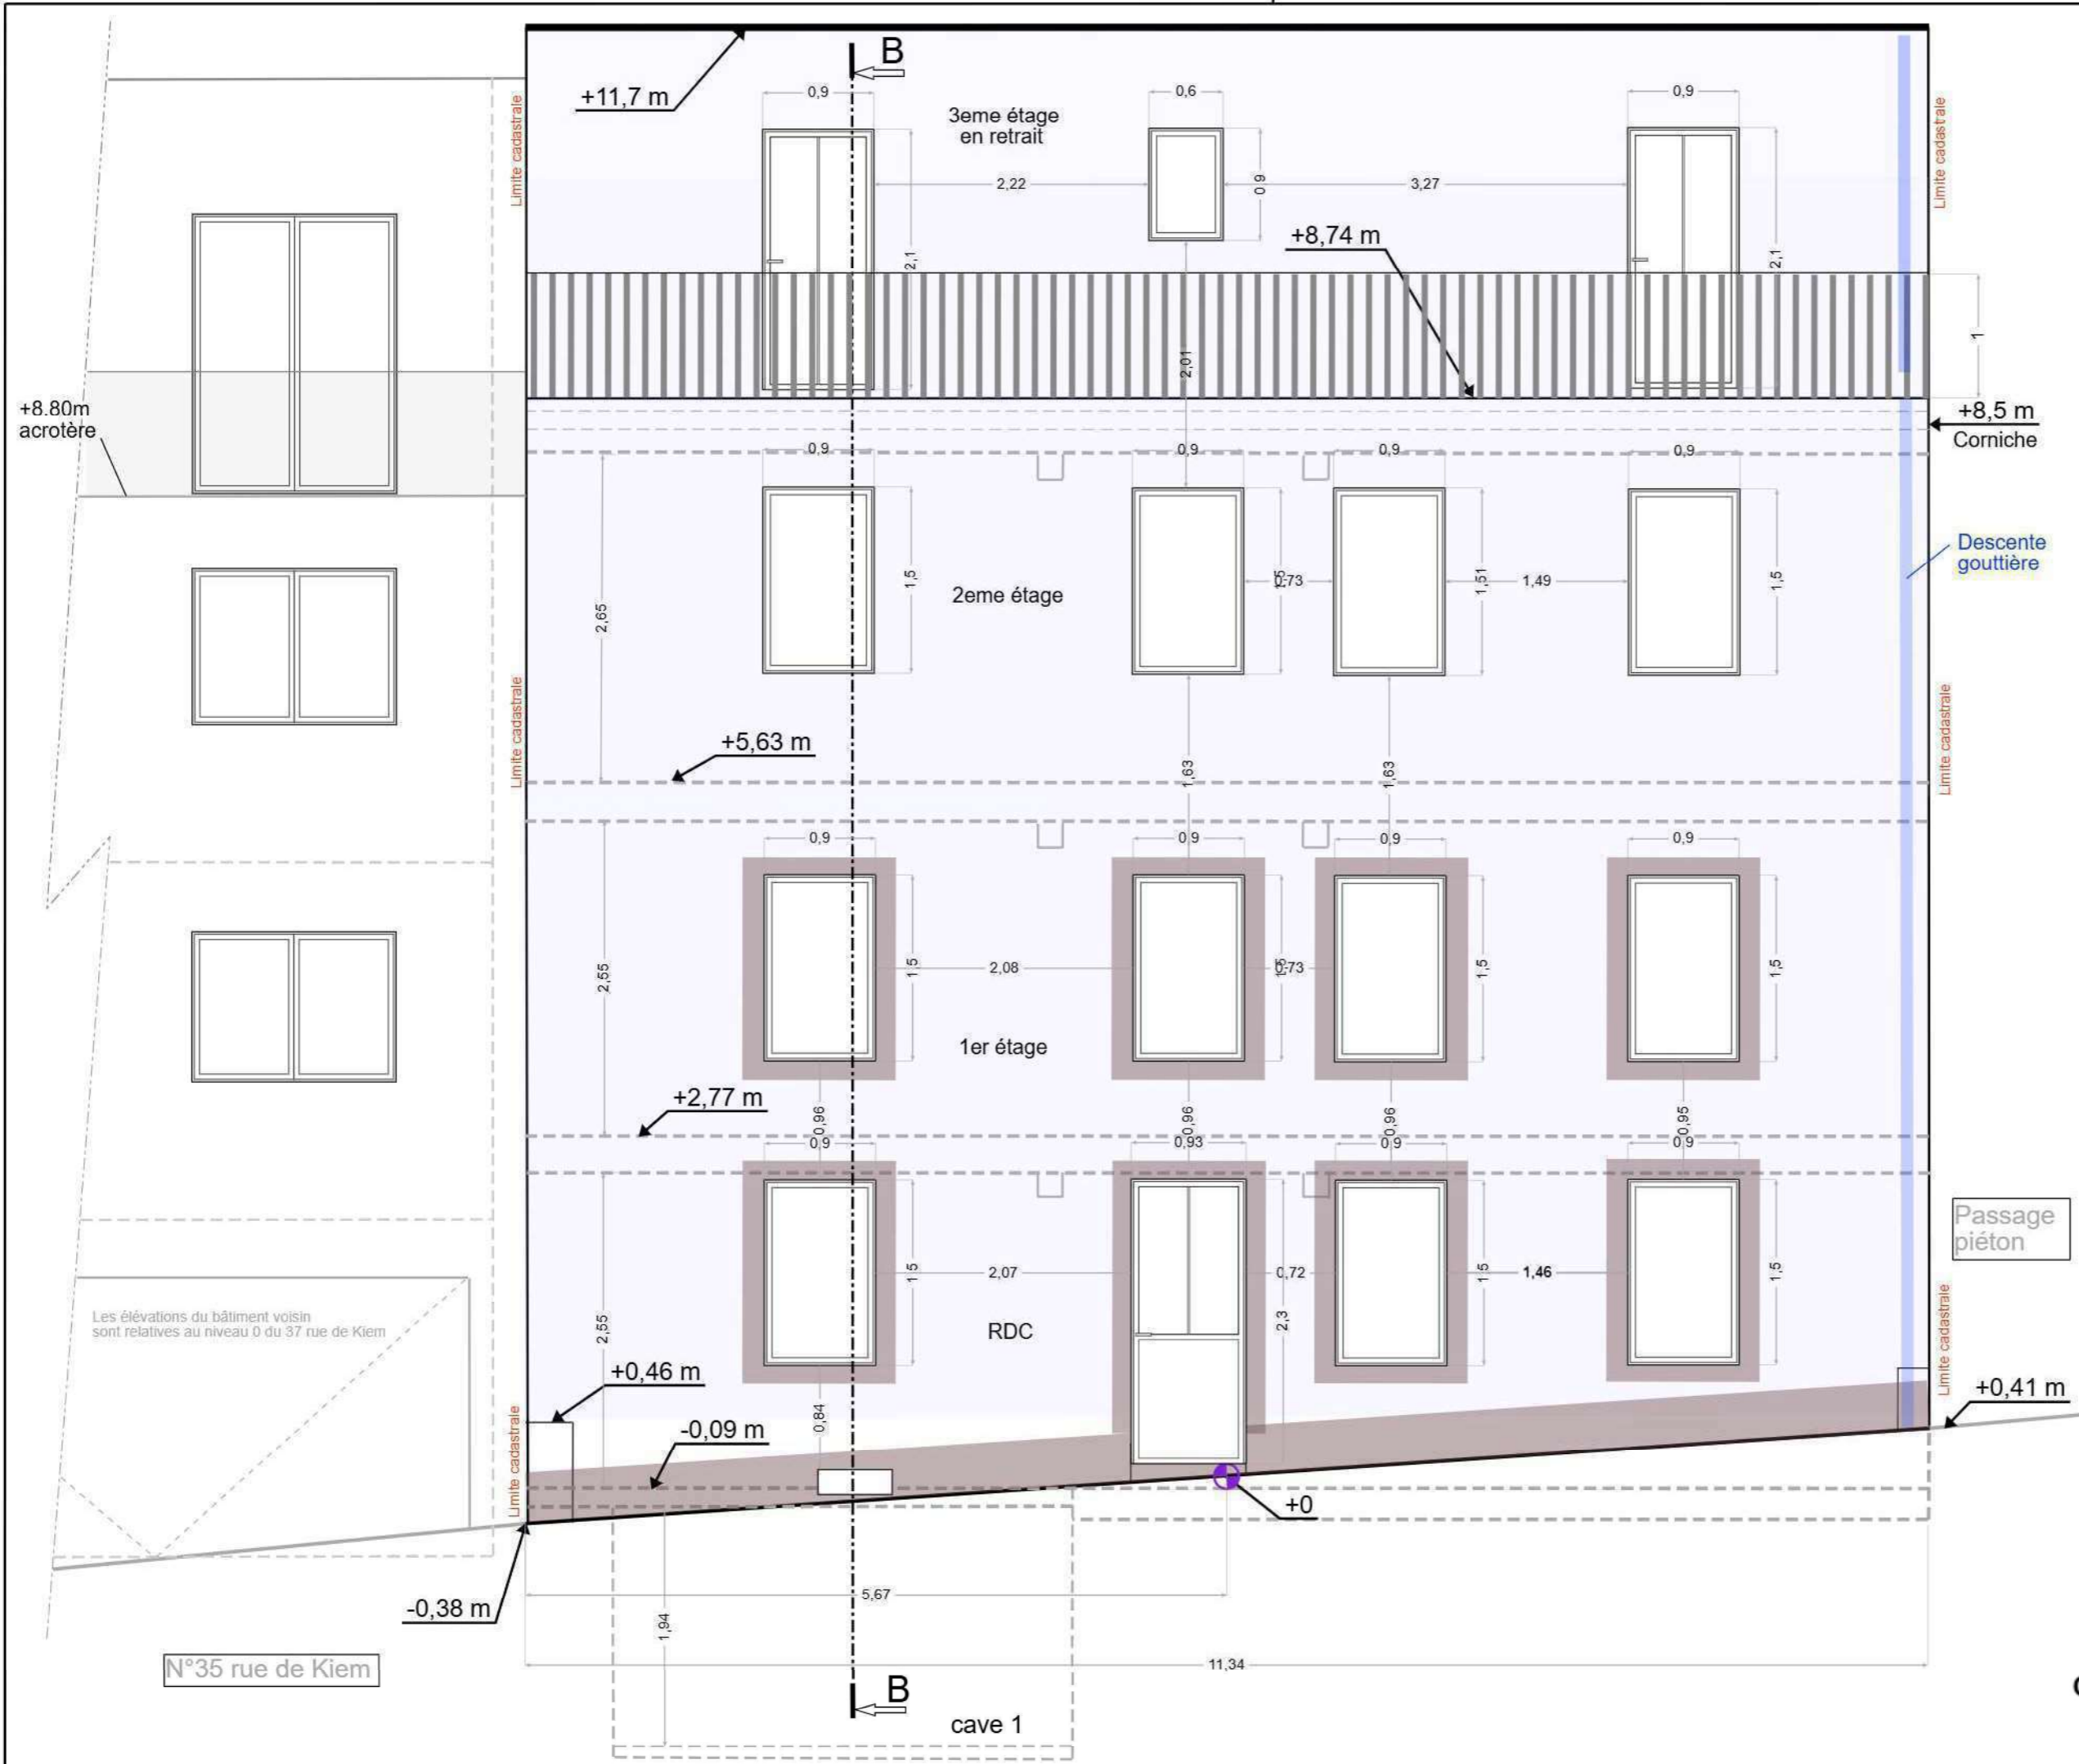 B
+11,7 m
0,9
3eme étage
en retrait
0,6
0,9
Limite cadastrale
Limite cadastrale
2,22
0,9
3,27
2,1
+8,74 m
2,1
1
2,01
+8.80m
acrotère
+8,5 m
Corniche
0,9
0,9
0,9
0,9
Descente
gouttière
2,65
1,5
2eme étage
1,5
0,73
1,51
1,49
1,5
Limite cadastrale
Limite cadastrale
+5,63 m
1,63
1,63
0,9
0,9
0,9
0,9
2,55
1,5
2,08
1,5
0,73
1,5
1,5
1er étage
+2,77 m
0,96
0,96
0,96
0,95
0,9
0,93
0,9
0,9
Passage
piéton
1,5
2,07
0,72
1,5
1,46
1,5
Les élévations du bâtiment voisin
sont relatives au niveau 0 du 37 rue de Kiem
2,55
RDC
2,3
Limite cadastrale
+0,46 m
+0,41 m
0,84
-0,09 m
Limite cadastrale
+0
5,67
-0,38 m
1,94
N°35 rue de Kiem
11,34
B
cave 1